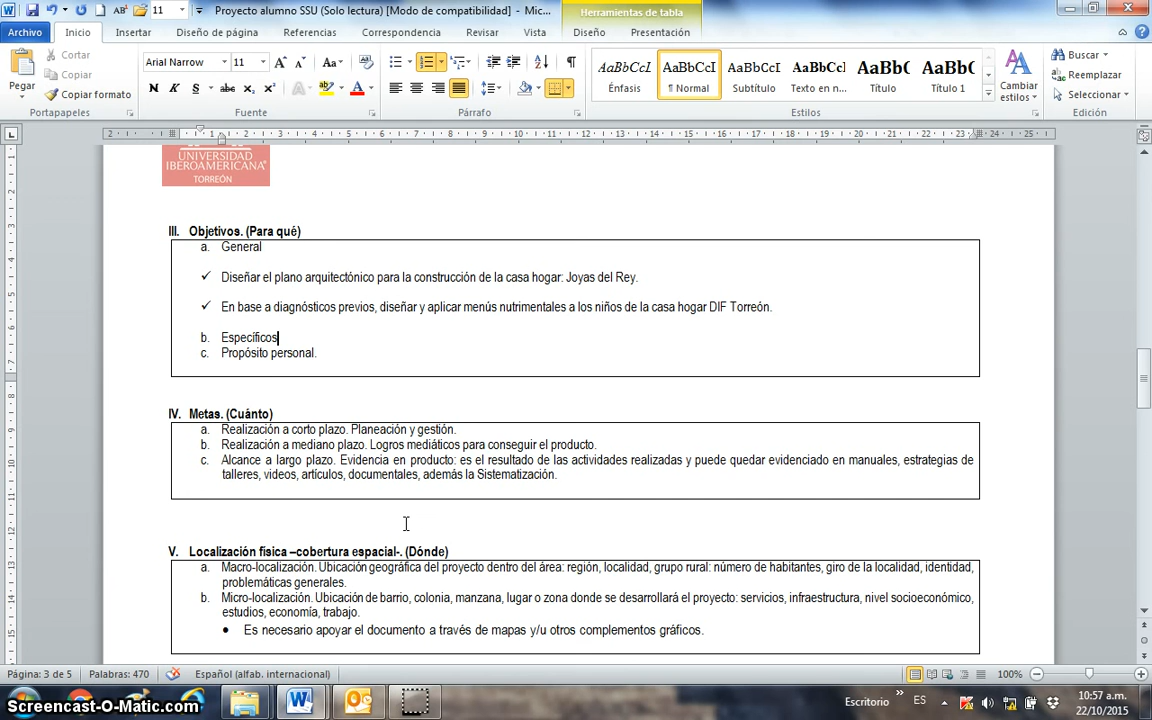 Proyecto alumno SSU (Solo lectura) [Modo de compatibilidad] - Mic...
Herramientas de tabla
11
Archivo Inicio Insertar Diseño de página Referencias Correspondencia Revisar Vista Diseño Presentación
Pegar
Cortar
Copiar
Copiar formato
Portapapeles
Arial Narrow 11
Fuente
Párrafo
AaBbCcI Énfasis
AaBbCcI ¶ Normal
AaBbCcI Subtítulo
AaBbCcI Texto en n...
AaBb( Título
AaBb( Título 1
Cambiar estilos
Estilos
Buscar
Reemplazar
Seleccionar
Edición
UNIVERSIDAD
IBEROAMERICANA
TORREÓN
III. Objetivos. (Para qué)
a. General
✓ Diseñar el plano arquitectónico para la construcción de la casa hogar: Joyas del Rey.
✓ En base a diagnósticos previos, diseñar y aplicar menús nutrimentales a los niños de la casa hogar DIF Torreón.
b. Específicos
c. Propósito personal.
IV. Metas. (Cuánto)
a. Realización a corto plazo. Planeación y gestión.
b. Realización a mediano plazo. Logros mediáticos para conseguir el producto.
c. Alcance a largo plazo. Evidencia en producto: es el resultado de las actividades realizadas y puede quedar evidenciado en manuales, estrategias de
talleres, videos, artículos, documentales, además la Sistematización.
V. Localización física –cobertura espacial-. (Dónde)
a. Macro-localización. Ubicación geográfica del proyecto dentro del área: región, localidad, grupo rural: número de habitantes, giro de la localidad, identidad,
problemáticas generales.
b. Micro-localización. Ubicación de barrio, colonia, manzana, lugar o zona donde se desarrollará el proyecto: servicios, infraestructura, nivel socioeconómico,
estudios, economía, trabajo.
• Es necesario apoyar el documento a través de mapas y/u otros complementos gráficos.
Página: 3 de 5 Palabras: 470 Español (alfab. internacional) 100%
Screencast-O-Matic.com
Escritorio » ES
10:57 a.m.
22/10/2015